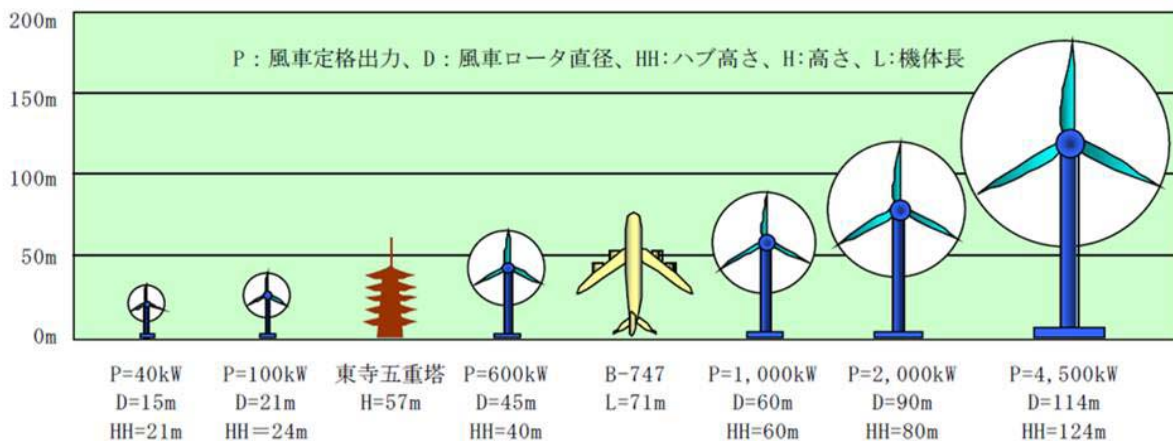 200m
P：風車定格出力、D：風車ロータ直径、HH:ハブ高さ、H:高さ、L:機体長
150m
100m
50m
0m
P=40kW
D=15m
HH=21m
P=100kW
D=21m
HH＝24m
東寺五重塔
H=57m
P=600kW
D=45m
HH=40m
B-747
L=71m
P=1,000kW
D=60m
HH=60m
P=2,000kW
D=90m
HH=80m
P=4,500kW
D=114m
HH=124m